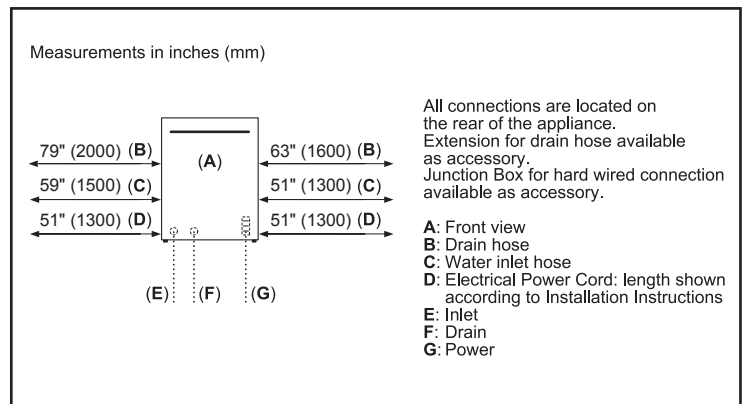 Measurements in inches (mm)
79" (2000) (B)
63" (1600) (B)
(A)
59" (1500) (C)
51" (1300) (C)
51" (1300) (D)
51" (1300) (D)
(E)
(F)
(G)
All connections are located on
the rear of the appliance.
Extension for drain hose available
as accessory.
Junction Box for hard wired connection
available as accessory.
A: Front view
B: Drain hose
C: Water inlet hose
D: Electrical Power Cord: length shown
according to Installation Instructions
E: Inlet
F: Drain
G: Power